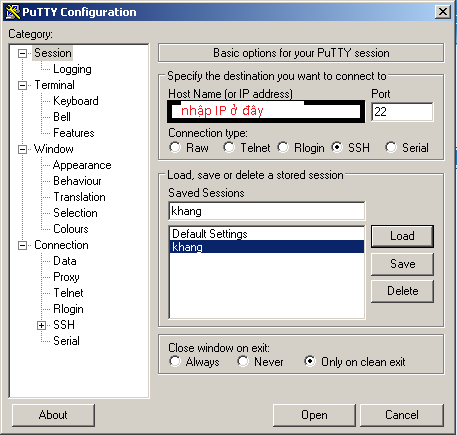 PuTTY Configuration
Category:
Session
Logging
Terminal
Keyboard
Bell
Features
Window
Appearance
Behaviour
Translation
Selection
Colours
Connection
Data
Proxy
Telnet
Rlogin
SSH
Serial
Basic options for your PuTTY session
Specify the destination you want to connect to
Host Name (or IP address) Port
nhập IP ở đây 22
Connection type:
Raw Telnet Rlogin SSH Serial
Load, save or delete a stored session
Saved Sessions
khang
Default Settings
khang
Load
Save
Delete
Close window on exit:
Always Never Only on clean exit
About Open Cancel